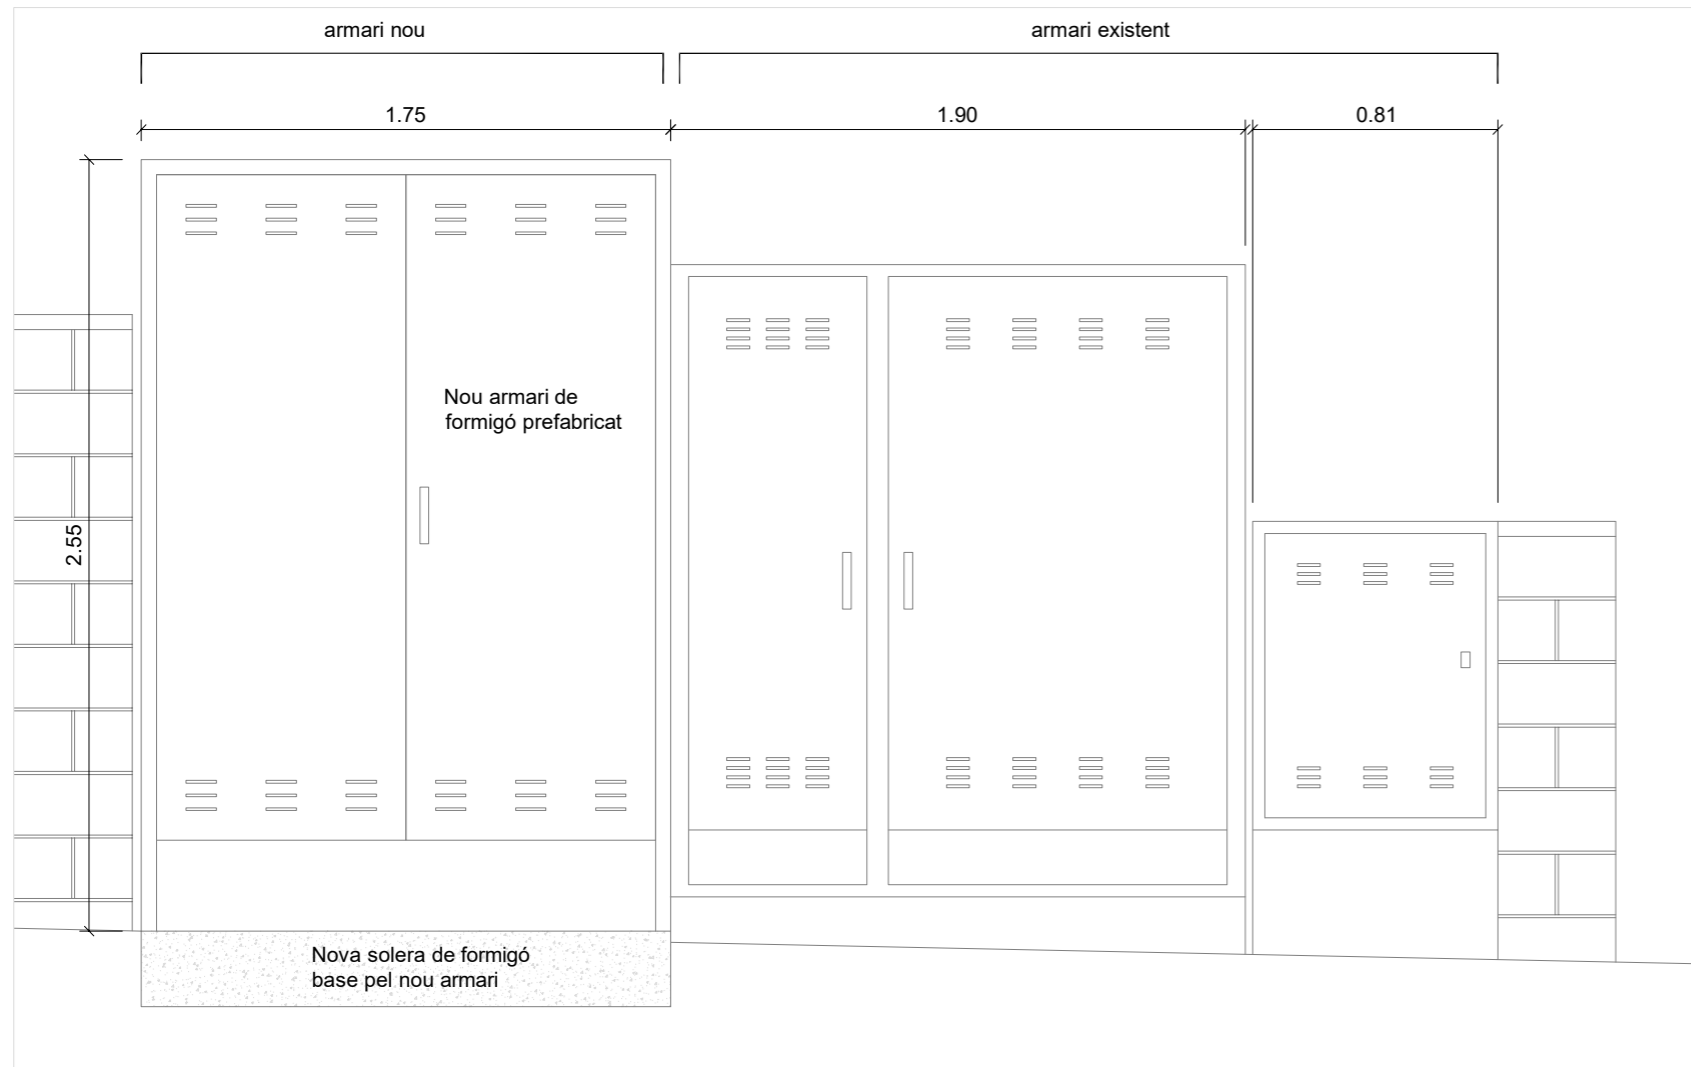 armari nou
armari existent
1.75
1.90
0.81
Nou armari de
formigó prefabricat
2.55
Nova solera de formigó
base pel nou armari